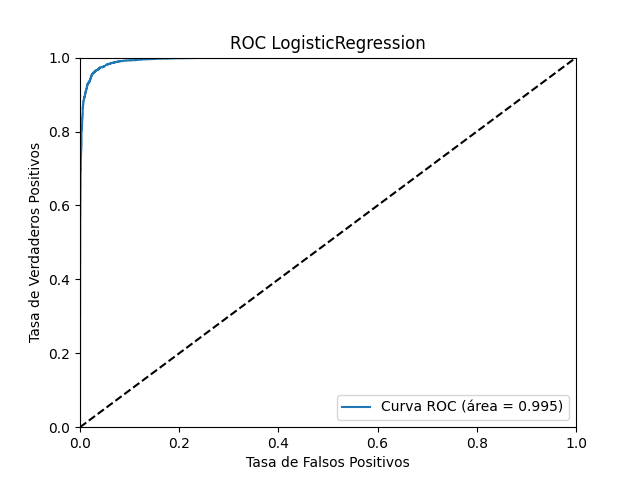 ROC LogisticRegression
Tasa de Verdaderos Positivos
1.0
0.8
0.6
0.4
0.2
0.0
Curva ROC (área = 0.995)
0.0 0.2 0.4 0.6 0.8 1.0
Tasa de Falsos Positivos